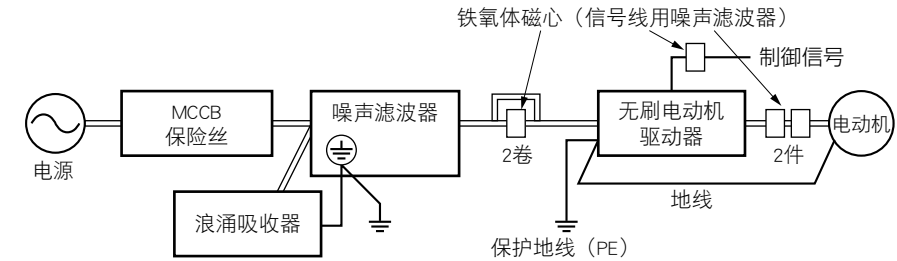 铁氧体磁心（信号线用噪声滤波器）
制御信号
MCCB
保险丝
噪声滤波器
无刷电动机
驱动器
电动机
电源
2卷
2件
浪涌吸收器
地线
保护地线（PE）